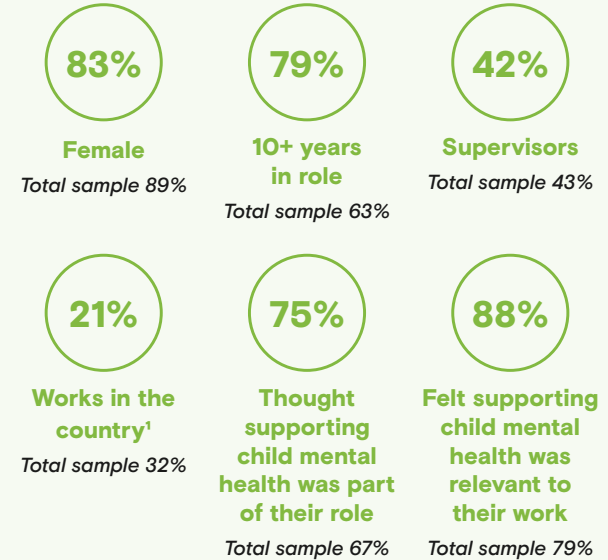 83%
Female
Total sample 89%
79%
10+ years
in role
Total sample 63%
42%
Supervisors
Total sample 43%
21%
Works in the
country¹
Total sample 32%
75%
Thought
supporting
child mental
health was part
of their role
Total sample 67%
88%
Felt supporting
child mental
health was
relevant to
their work
Total sample 79%